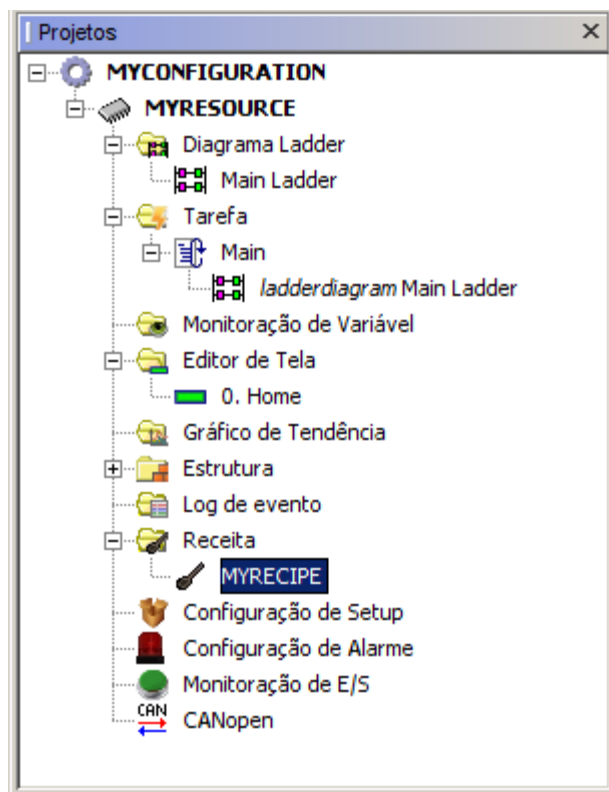 Projetos
MYCONFIGURATION
MYRESOURCE
Diagrama Ladder
Main Ladder
Tarefa
Main
ladderdiagram Main Ladder
Monitoração de Variável
Editor de Tela
0. Home
Gráfico de Tendência
Estrutura
Log de evento
Receita
MYRECIPE
Configuração de Setup
Configuração de Alarme
Monitoração de E/S
CAN
CANopen